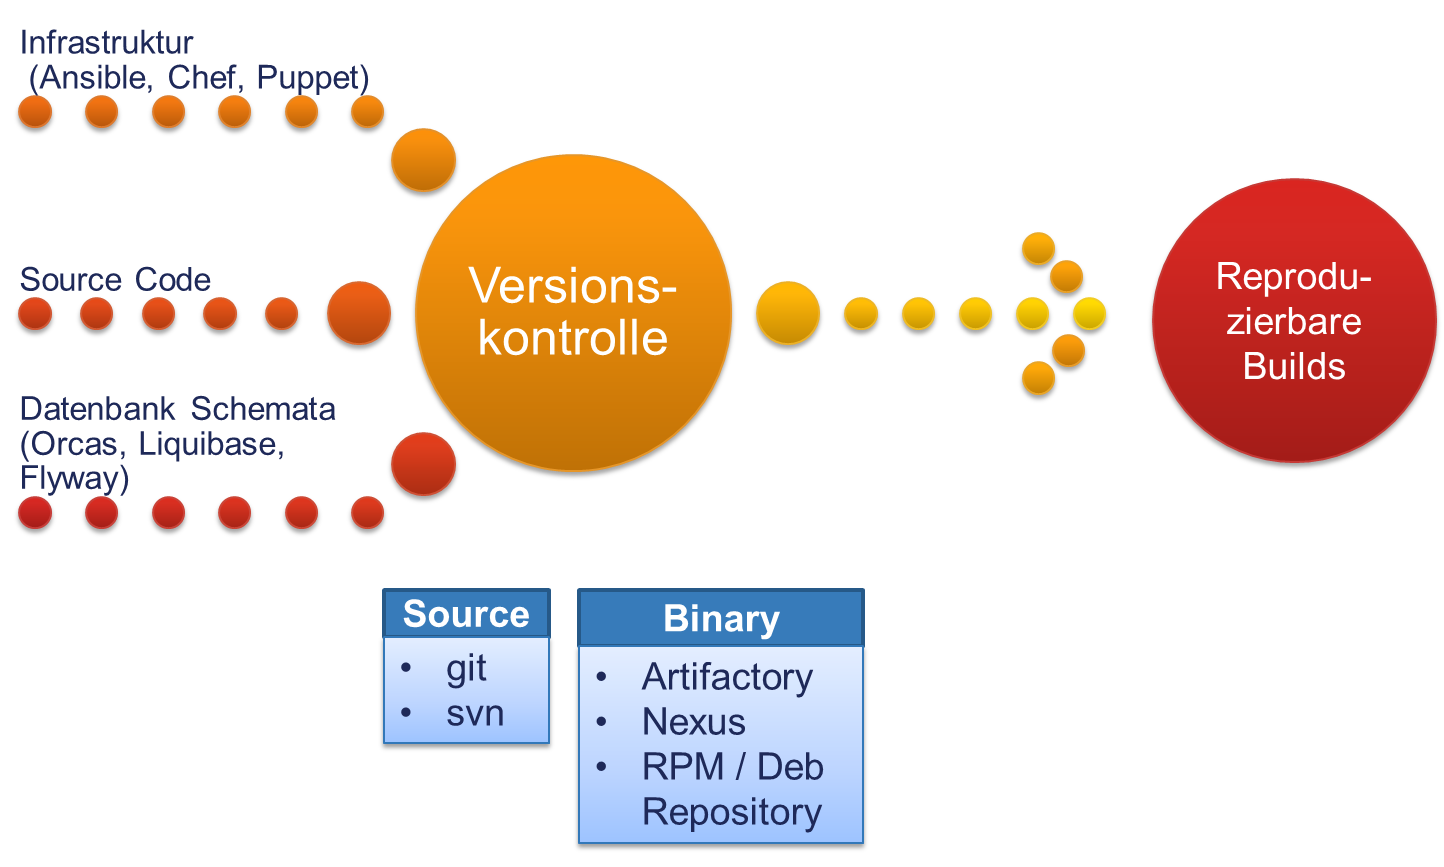 Infrastruktur
(Ansible, Chef, Puppet)
Source Code
Datenbank Schemata
(Orcas, Liquibase,
Flyway)
Versions-
kontrolle
Reprodu-
zierbare
Builds
Source
• git
• svn
Binary
• Artifactory
• Nexus
• RPM / Deb
Repository